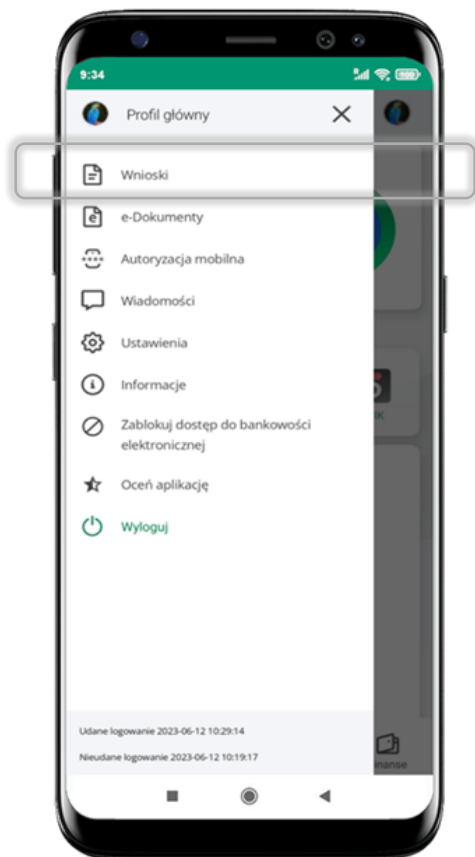 9:34
Profil główny
Wnioski
e-Dokumenty
Autoryzacja mobilna
Wiadomości
Ustawienia
Informacje
Zablokuj dostęp do bankowości
elektronicznej
Oceń aplikację
Wyloguj
Udane logowanie 2023-06-12 10:29:14
Nieudane logowanie 2023-06-12 10:19:17
inanse